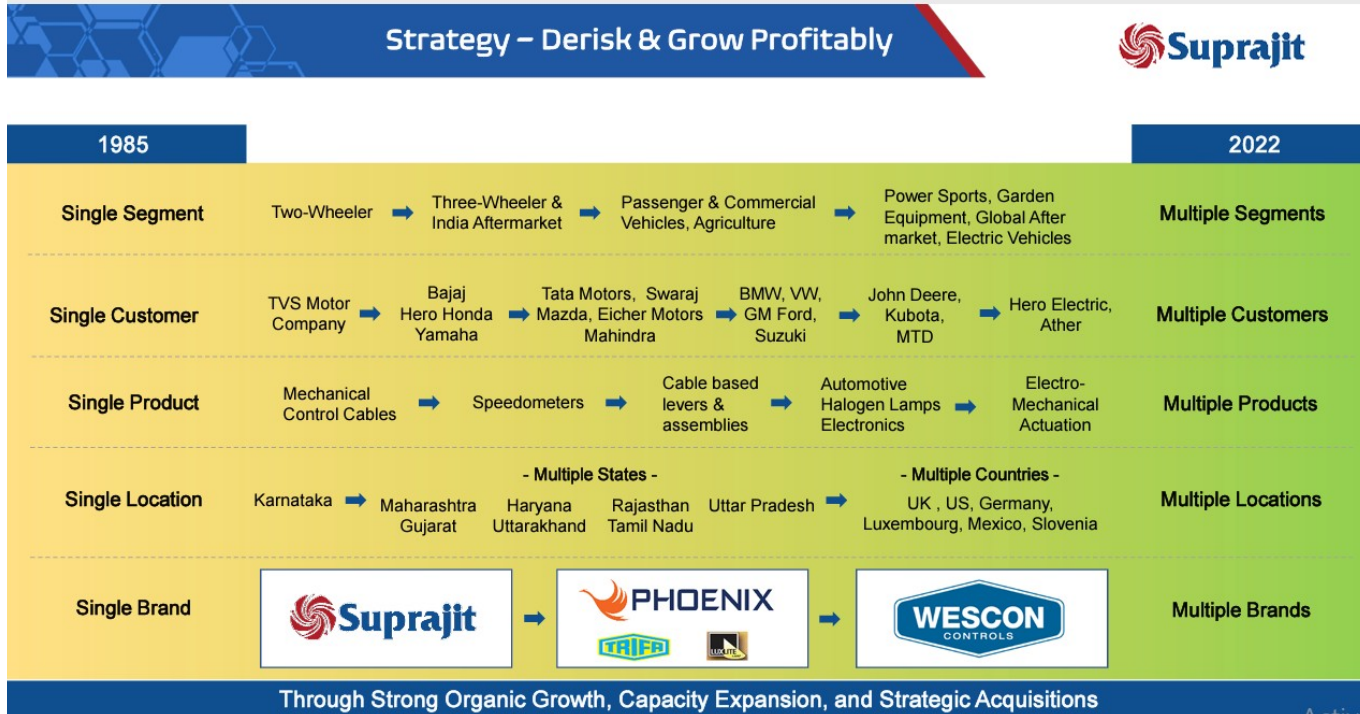 Strategy – Derisk & Grow Profitably
Suprajit
1985
2022
Single Segment
Two-Wheeler
Three-Wheeler &
India Aftermarket
Passenger & Commercial
Vehicles, Agriculture
Power Sports, Garden
Equipment, Global After
market, Electric Vehicles
Multiple Segments
Single Customer
TVS Motor
Company
Bajaj
Hero Honda
Yamaha
Tata Motors, Swaraj
Mazda, Eicher Motors
Mahindra
BMW, VW,
GM Ford,
Suzuki
John Deere,
Kubota,
MTD
Hero Electric,
Ather
Multiple Customers
Single Product
Mechanical
Control Cables
Speedometers
Cable based
levers &
assemblies
Automotive
Halogen Lamps
Electronics
Electro-
Mechanical
Actuation
Multiple Products
Single Location
Karnataka
- Multiple States -
Maharashtra
Gujarat
Haryana
Uttarakhand
Rajasthan
Tamil Nadu
Uttar Pradesh
- Multiple Countries -
UK , US, Germany,
Luxembourg, Mexico, Slovenia
Multiple Locations
Single Brand
Suprajit
PHOENIX
TRIFA
LUXLITE
WESCON
CONTROLS
Multiple Brands
Through Strong Organic Growth, Capacity Expansion, and Strategic Acquisitions